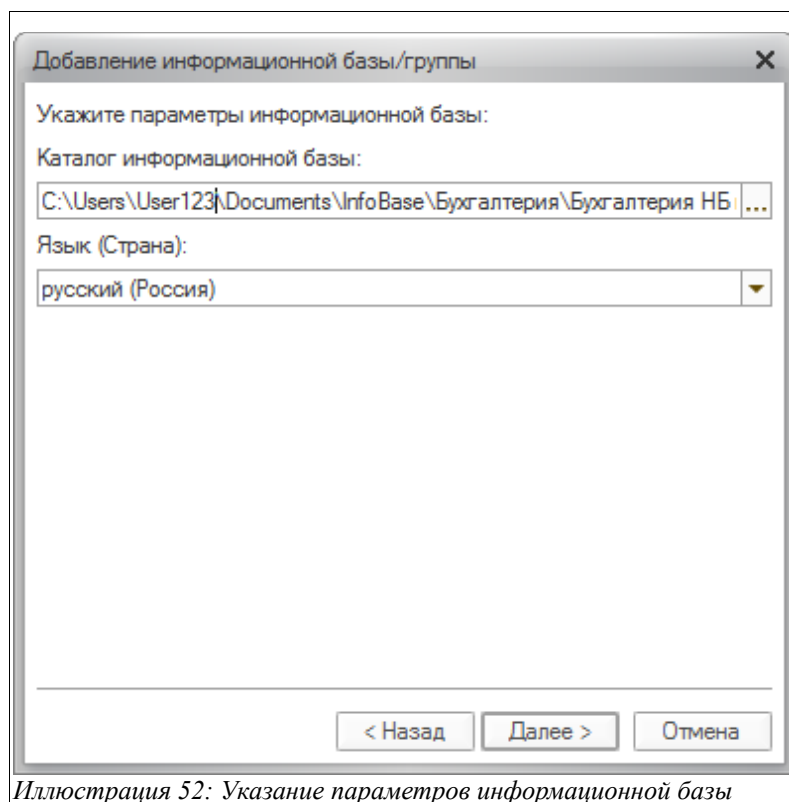 Добавление информационной базы/группы
Укажите параметры информационной базы:
Каталог информационной базы:
C:\Users\User123\Documents\InfoBase\Бухгалтерия\Бухгалтерия НБ ...
Язык (Страна):
русский (Россия)
< Назад Далее > Отмена
Иллюстрация 52: Указание параметров информационной базы